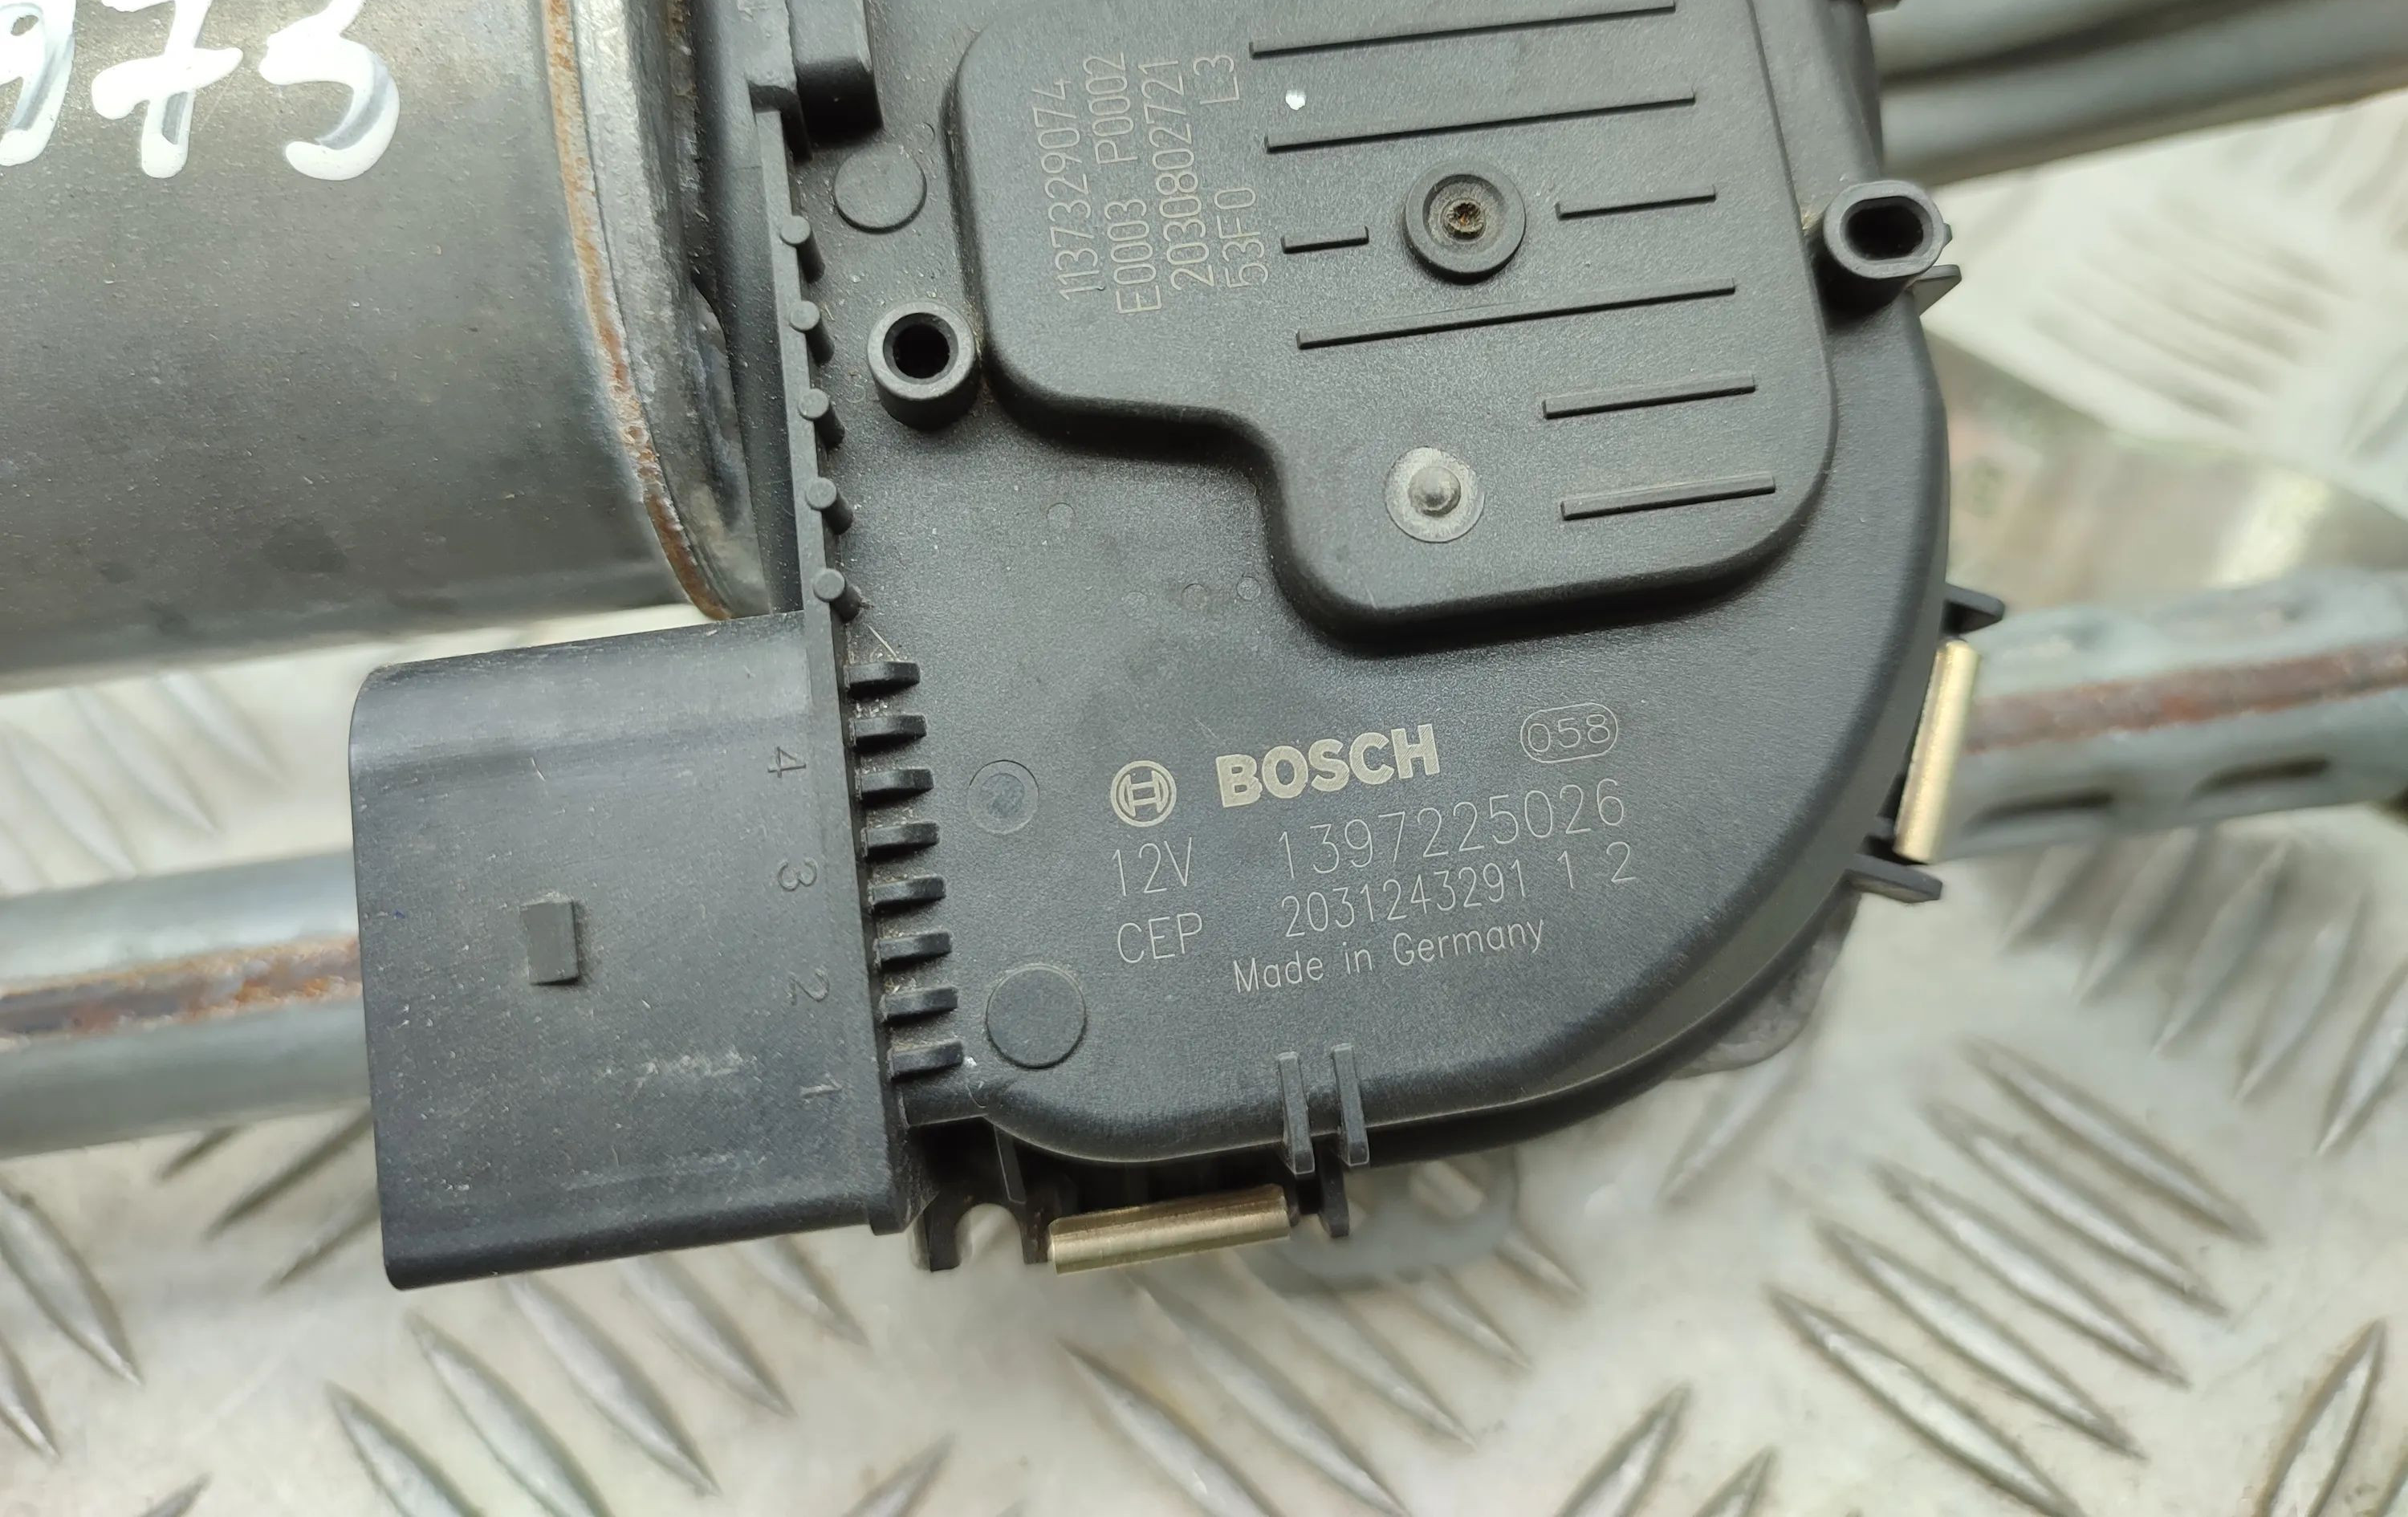 973
1137329074
E0003 P0002
20308027721
53F0 L3
BOSCH 058
12V 1397225026
CEP 2031243291 1 2
Made in Germany
4
3
2
1